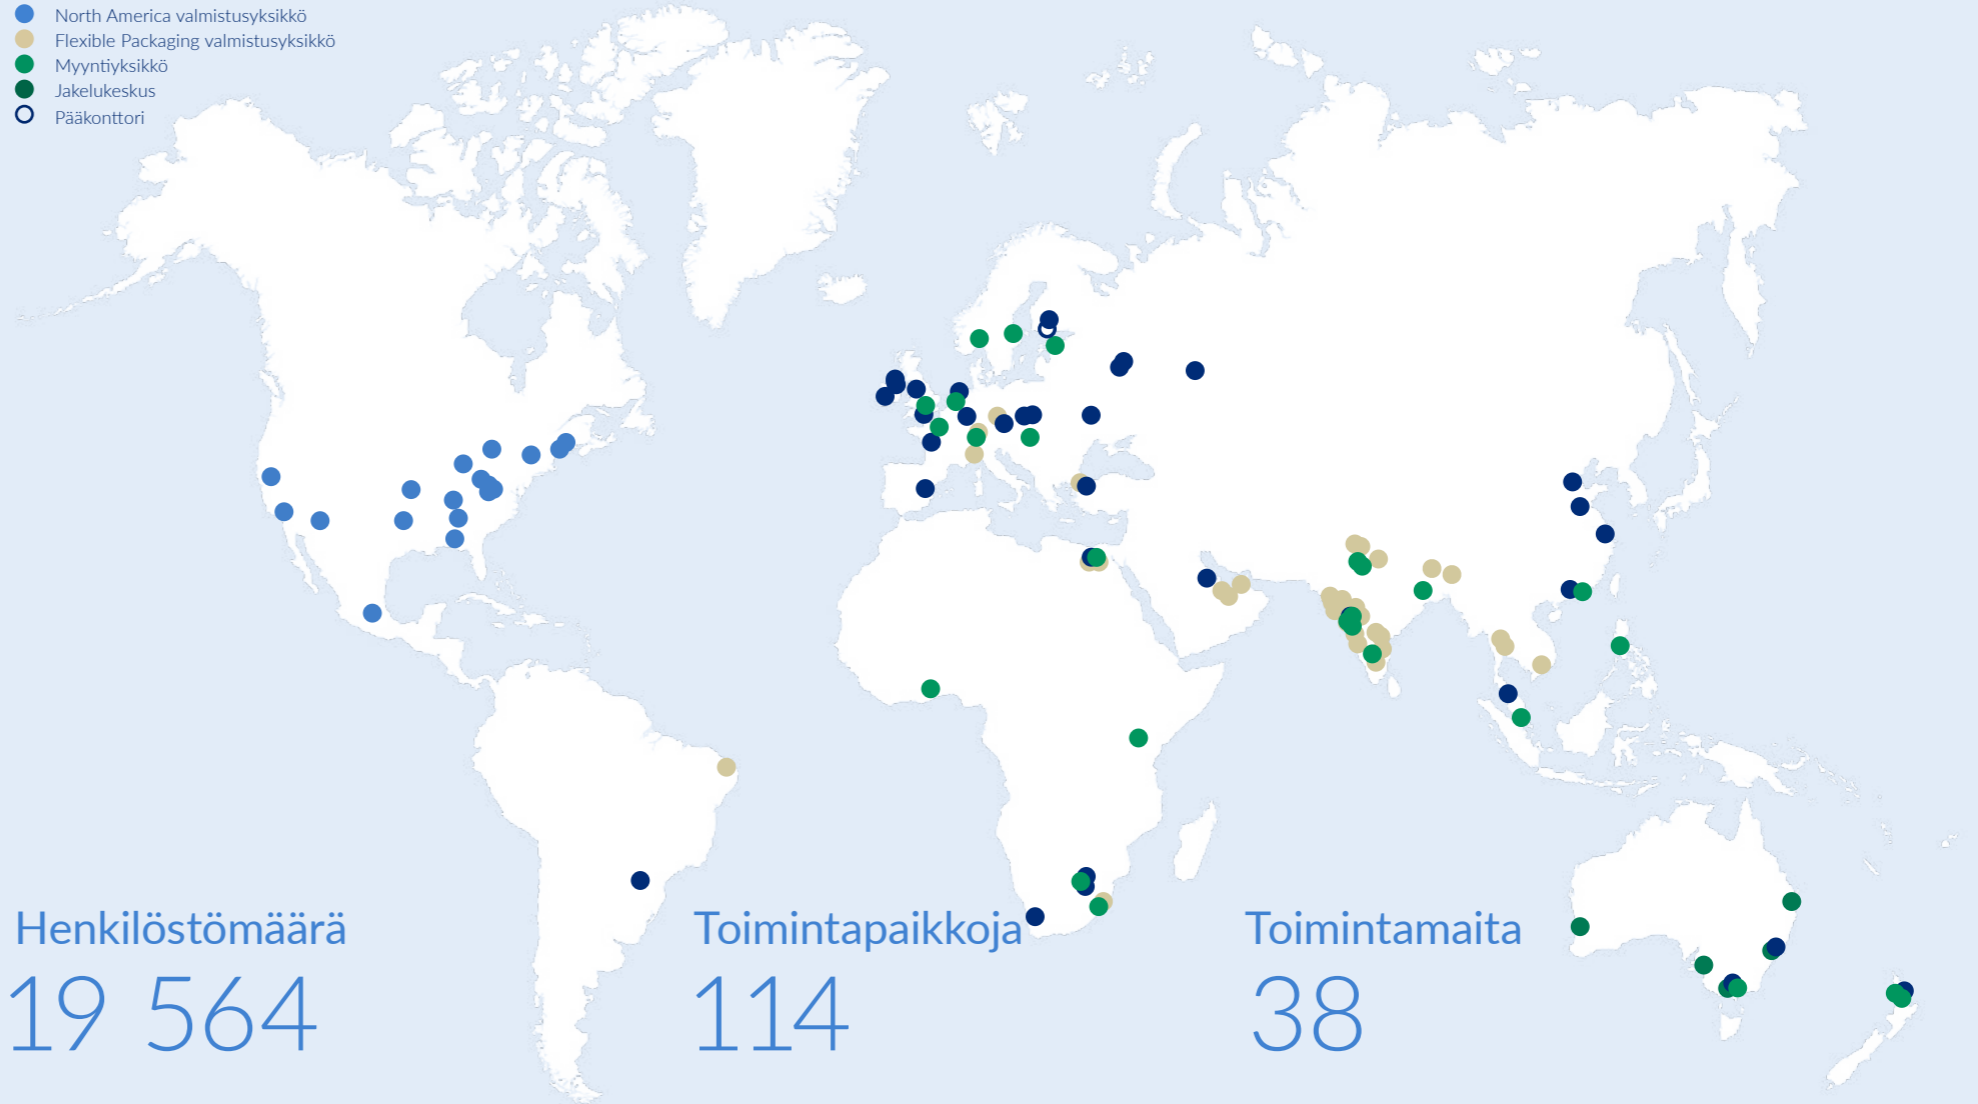 North America valmistusyksikkö
Flexible Packaging valmistusyksikkö
Myyntiyksikkö
Jakelukeskus
Pääkonttori
Henkilöstömäärä
19 564
Toimintapaikkoja
114
Toimintamaita
38